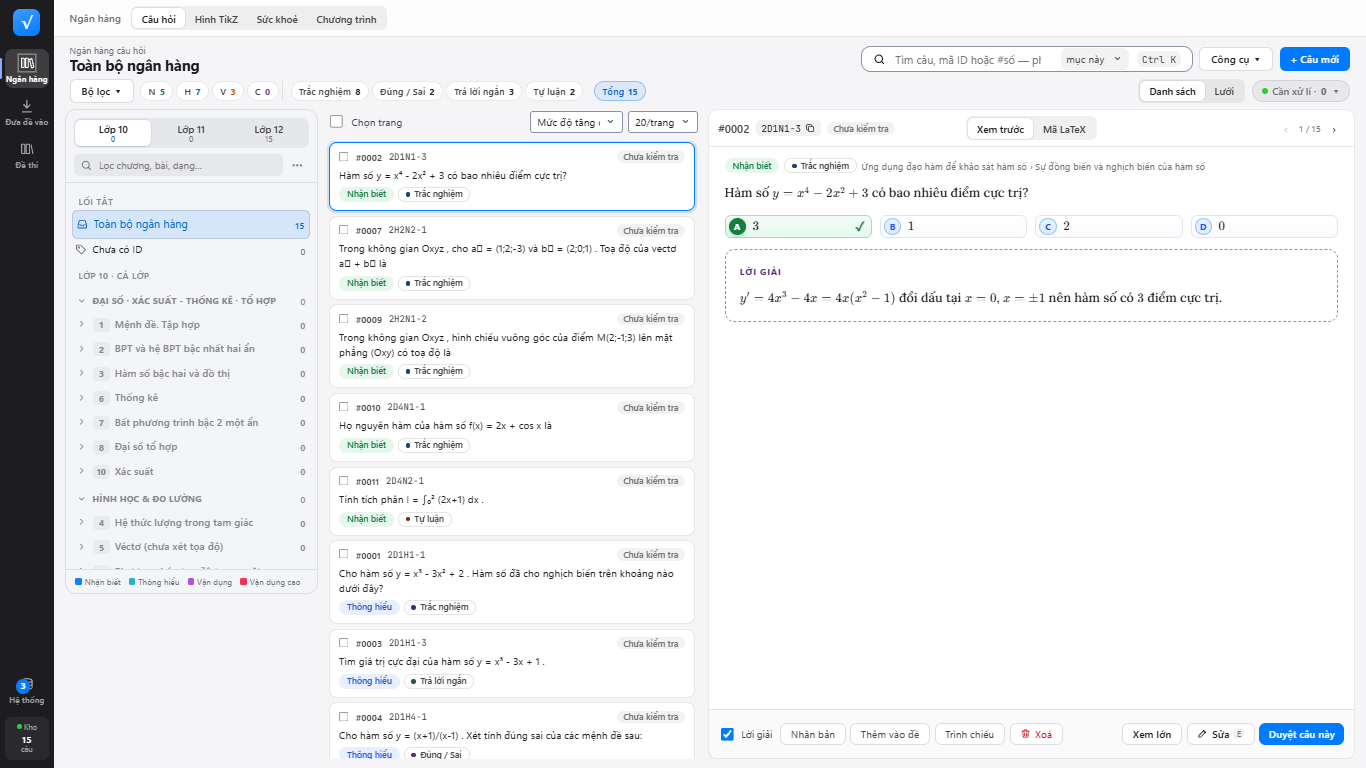 √
Ngân hàng
Đưa đề vào
Đề thi
3
Hệ thống
Kho
15
câu
Ngân hàng
Câu hỏi
Hình TikZ
Sức khoẻ
Chương trình
Ngân hàng câu hỏi
Toàn bộ ngân hàng
mục này
Ctrl K
Công cụ
+ Câu mới
Bộ lọc
N 5
H 7
V 3
C 0
Trắc nghiệm 8
Đúng / Sai 2
Trả lời ngắn 3
Tự luận 2
Tổng 15
Danh sách
Lưới
Cần xử lí · 0
Lớp 10
0
Lớp 11
0
Lớp 12
15
Lọc chương, bài, dạng...
LỐI TẮT
Toàn bộ ngân hàng 15
Chưa có ID 0
LỚP 10 · CẢ LỚP
ĐẠI SỐ · XÁC SUẤT - THỐNG KÊ · TỔ HỢP 0
1 Mệnh đề. Tập hợp 0
2 BPT và hệ BPT bậc nhất hai ẩn 0
3 Hàm số bậc hai và đồ thị 0
6 Thống kê 0
7 Bất phương trình bậc 2 một ẩn 0
8 Đại số tổ hợp 0
10 Xác suất 0
HÌNH HỌC & ĐO LƯỜNG 0
4 Hệ thức lượng trong tam giác 0
5 Véctơ (chưa xét tọa độ) 0
Nhận biết
Thông hiểu
Vận dụng
Vận dụng cao
Chọn trang
Mức độ tăng
20/trang
#0002 2D1N1-3 Chưa kiểm tra
Hàm số y = x⁴ - 2x² + 3 có bao nhiêu điểm cực trị?
Nhận biết Trắc nghiệm
#0007 2H2N2-1 Chưa kiểm tra
Trong không gian Oxyz , cho a⃗ = (1;2;-3) và b⃗ = (2;0;1) . Toạ độ của vectơ
a⃗ + b⃗ là
Nhận biết Trắc nghiệm
#0009 2H2N1-2 Chưa kiểm tra
Trong không gian Oxyz , hình chiếu vuông góc của điểm M(2;-1;3) lên mặt
phẳng (Oxy) có toạ độ là
Nhận biết Trắc nghiệm
#0010 2D4N1-1 Chưa kiểm tra
Họ nguyên hàm của hàm số f(x) = 2x + cos x là
Nhận biết Trắc nghiệm
#0011 2D4N2-1 Chưa kiểm tra
Tính tích phân I = ∫₀² (2x+1) dx .
Nhận biết Tự luận
#0001 2D1H1-1 Chưa kiểm tra
Cho hàm số y = x³ - 3x² + 2 . Hàm số đã cho nghịch biến trên khoảng nào
dưới đây?
Thông hiểu Trắc nghiệm
#0003 2D1H1-3 Chưa kiểm tra
Tìm giá trị cực đại của hàm số y = x³ - 3x + 1 .
Thông hiểu Trả lời ngắn
#0004 2D1H4-1 Chưa kiểm tra
Cho hàm số y = (x+1)/(x-1) . Xét tính đúng sai của các mệnh đề sau:
Thông hiểu Đúng / Sai
#0002 2D1N1-3 Chưa kiểm tra
Xem trước
Mã LaTeX
1 / 15
Nhận biết Trắc nghiệm Ứng dụng đạo hàm để khảo sát hàm số › Sự đồng biến và nghịch biến của hàm số
Hàm số y = x⁴ − 2x² + 3 có bao nhiêu điểm cực trị?
A 3 ✓
B 1
C 2
D 0
LỜI GIẢI
y′ = 4x³ − 4x = 4x(x² − 1) đổi dấu tại x = 0, x = ±1 nên hàm số có 3 điểm cực trị.
Lời giải
Nhân bản
Thêm vào đề
Trình chiếu
Xoá
Xem lớn
Sửa E
Duyệt câu này